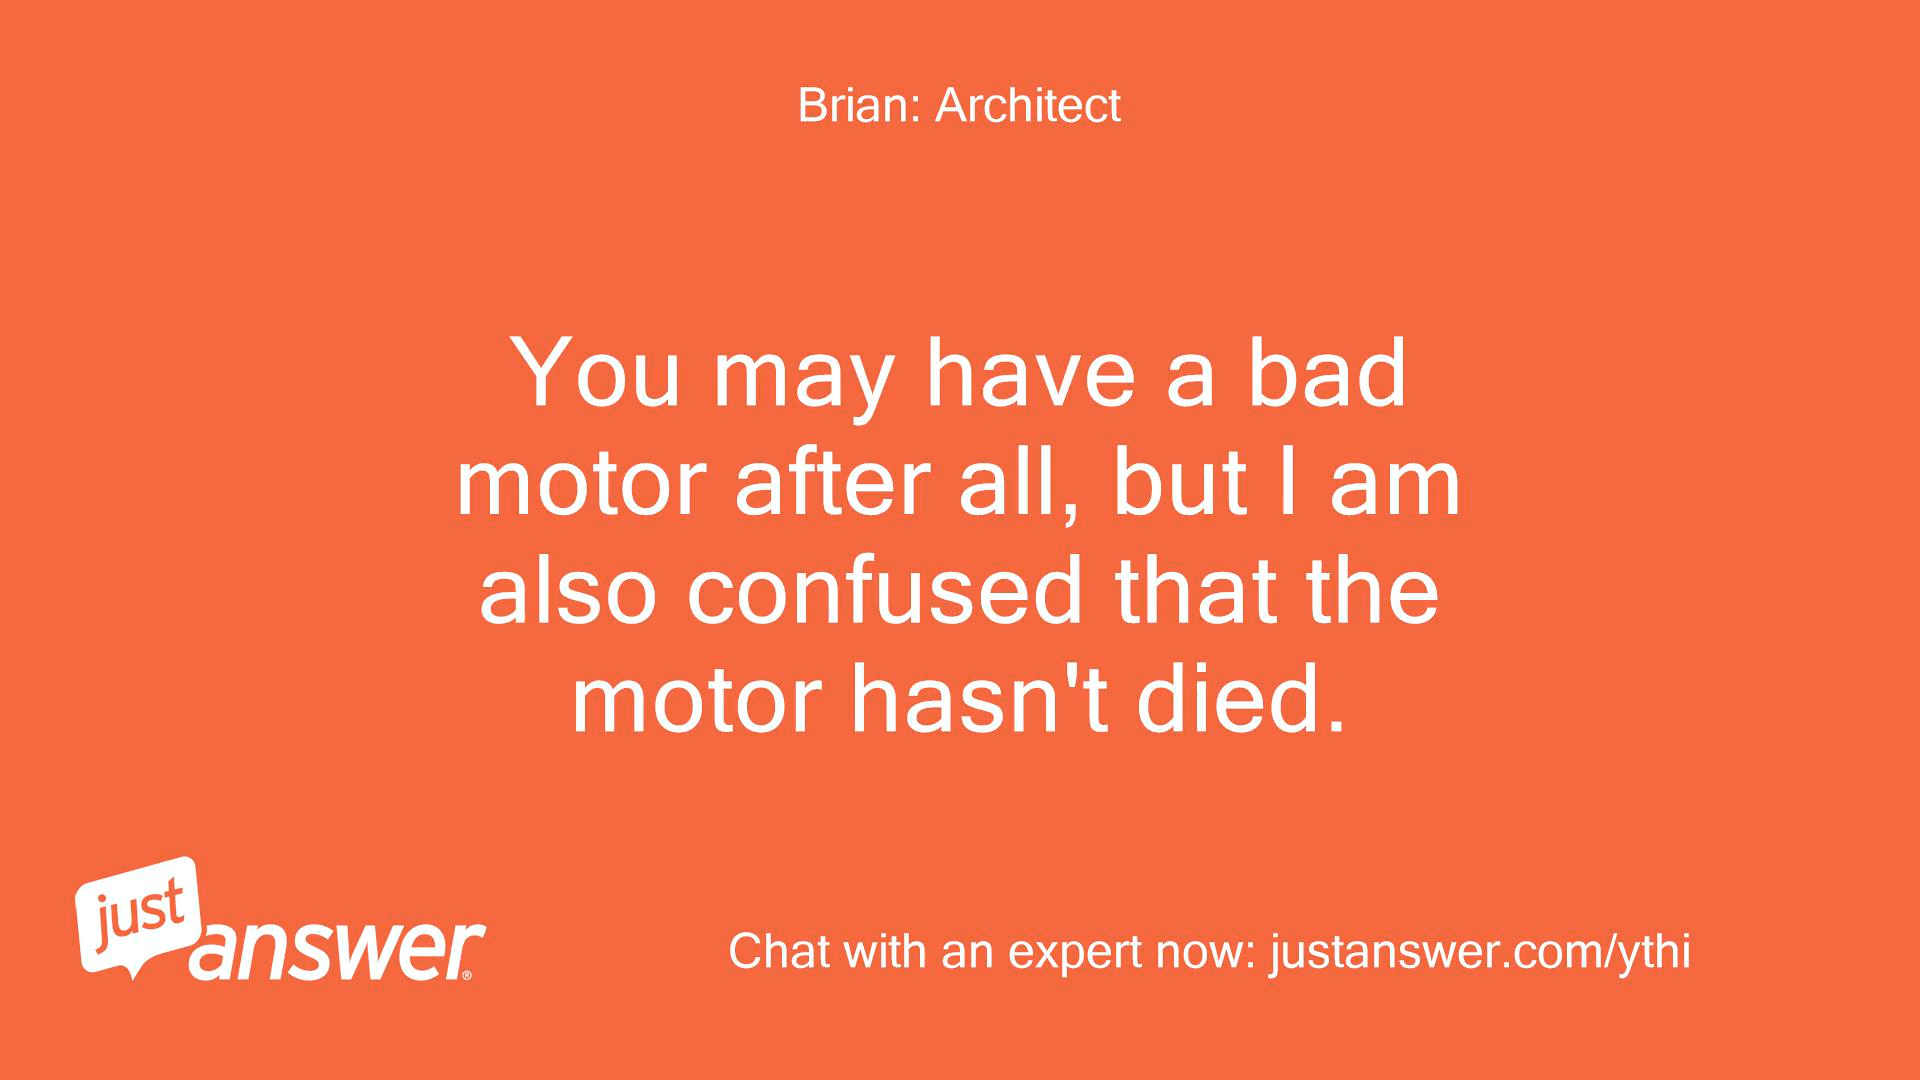 Brian: Architect
You may have a bad
motor after all, but I am
also confused that the
motor hasn't died.
just
answer®
Chat with an expert now: justanswer.com/ythi